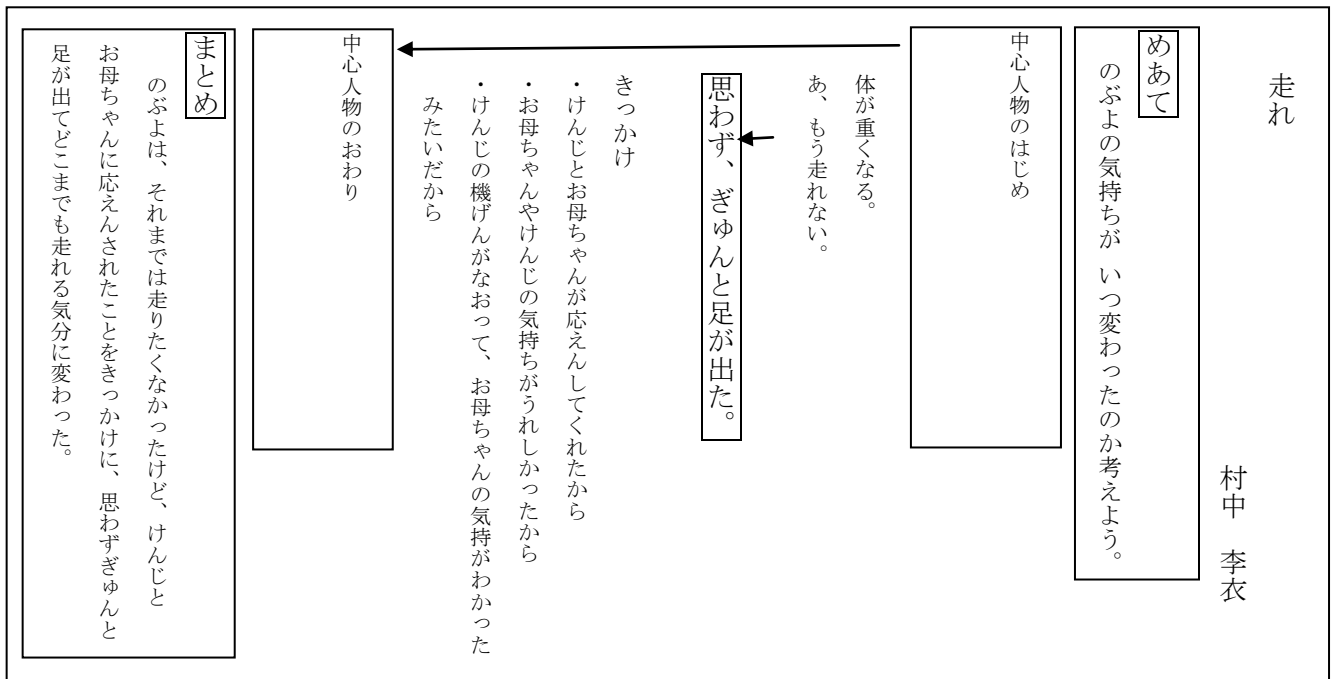 走れ
村中　李衣
めあて
のぶよの気持ちが　いつ変わったのか考えよう。
中心人物のはじめ
体が重くなる。
あ、もう走れない。
思わず、ぎゅんと足が出た。
きっかけ
・けんじとお母ちゃんが応えんしてくれたから
・お母ちゃんやけんじの気持ちがうれしかったから
・けんじの機げんがなおって、お母ちゃんの気持がわかった
みたいだから
中心人物のおわり
まとめ
のぶよは、それまでは走りたくなかったけど、けんじと
お母ちゃんに応えんされたことをきっかけに、思わずぎゅんと
足が出てどこまでも走れる気分に変わった。